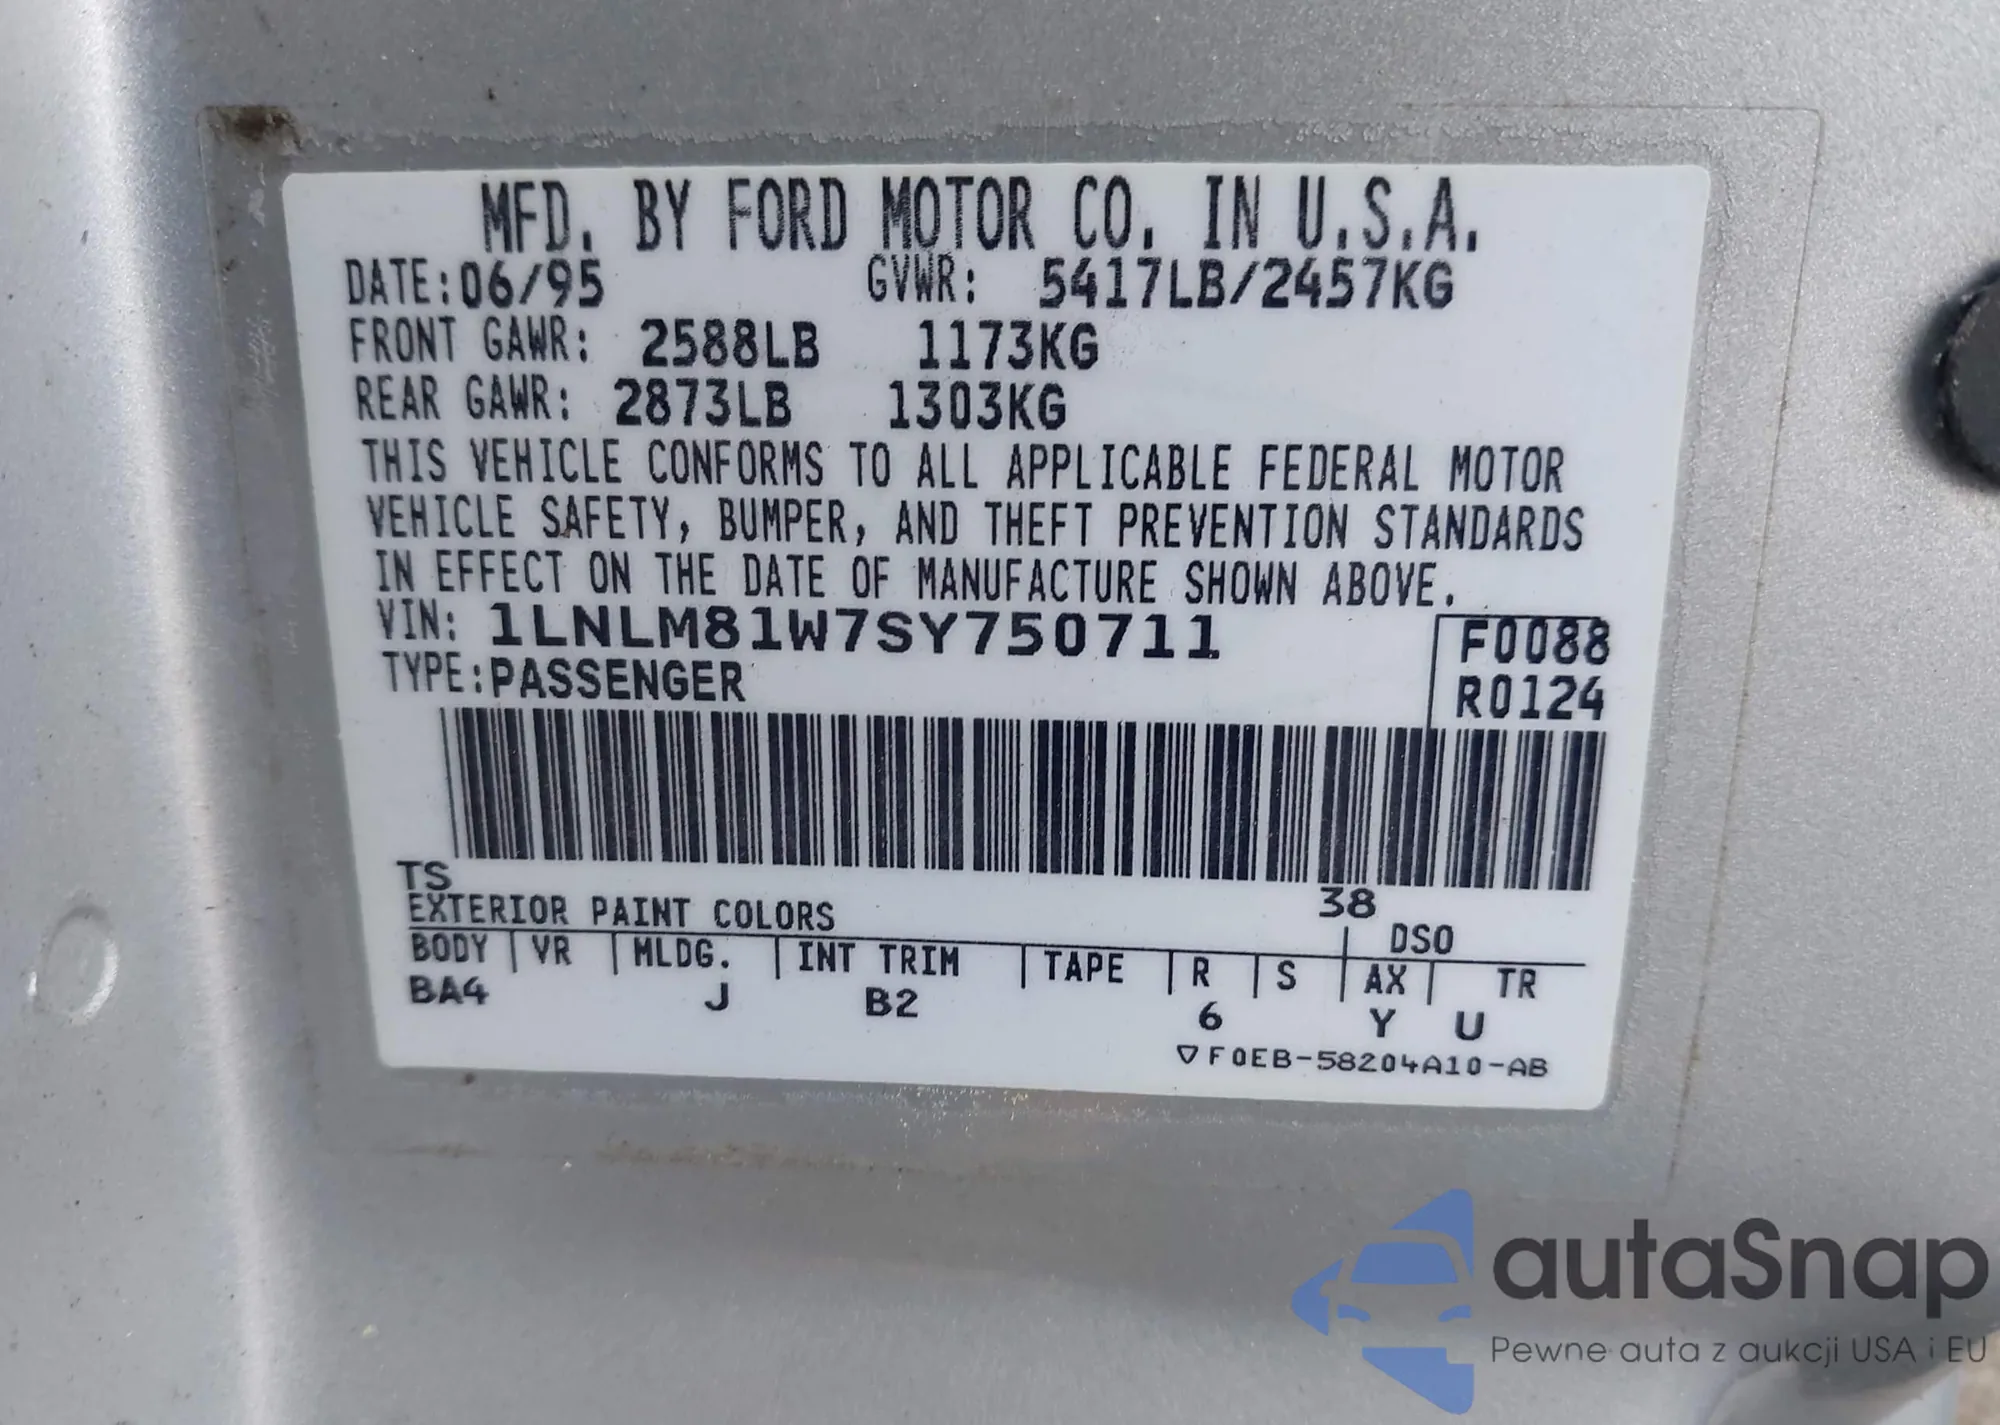 MFD. BY FORD MOTOR CO. IN U.S.A.
DATE:06/95 GVWR: 5417LB/2457KG
FRONT GAWR: 2588LB 1173KG
REAR GAWR: 2873LB 1303KG
THIS VEHICLE CONFORMS TO ALL APPLICABLE FEDERAL MOTOR
VEHICLE SAFETY, BUMPER, AND THEFT PREVENTION STANDARDS
IN EFFECT ON THE DATE OF MANUFACTURE SHOWN ABOVE.
VIN: 1LNLM81W7SY750711 F0088
TYPE:PASSENGER R0124
TS 38
EXTERIOR PAINT COLORS DSO
BODY VR MLDG. INT TRIM TAPE R S AX TR
BA4 J B2 6 Y U
▽F0EB-58204A10-AB
autaSnap
Pewne auta z aukcji USA i EU